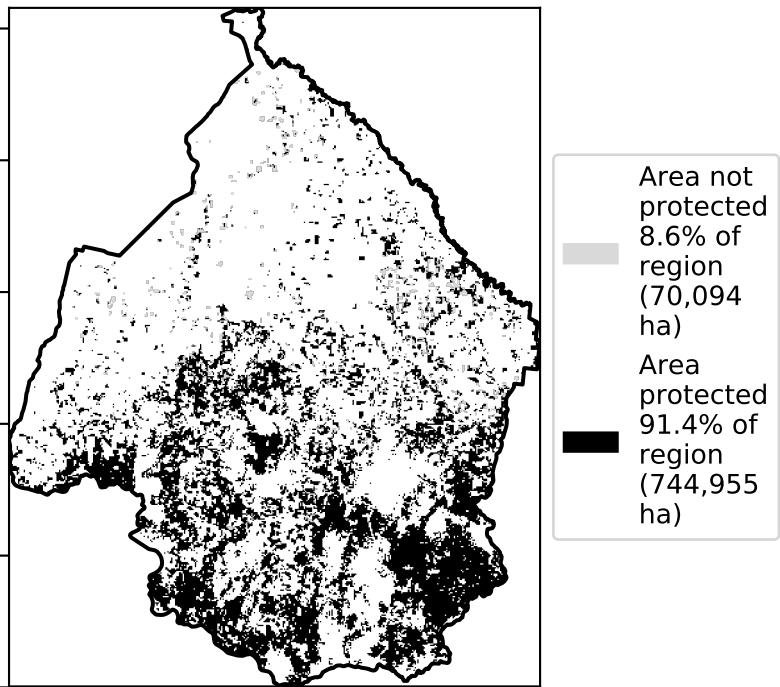 Area not
protected
8.6% of
region
(70,094
ha)
Area
protected
91.4% of
region
(744,955
ha)